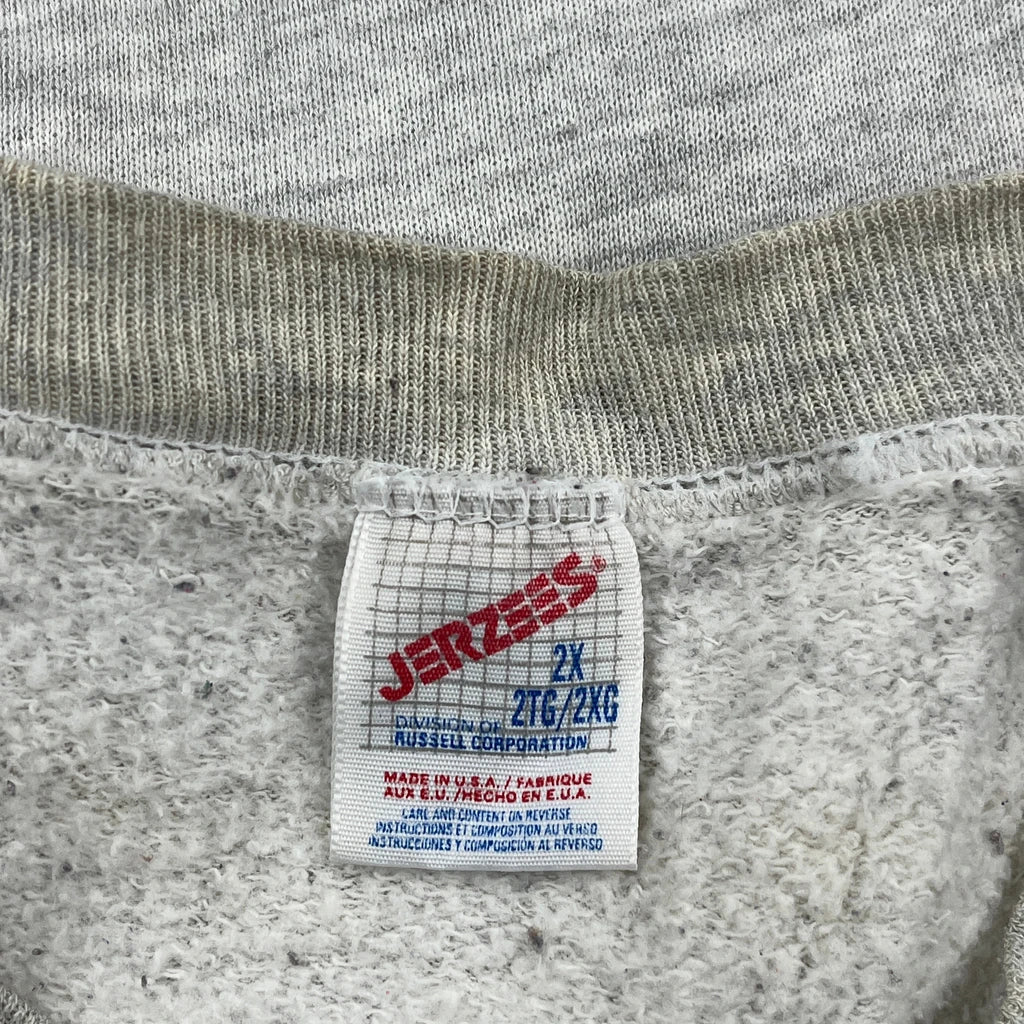 JERZEES®
2X
2TG/2XG
DIVISION OF
RUSSELL CORPORATION
MADE IN U.S.A. / FABRIQUE
AUX E.U. / HECHO EN E.U.A.
CARE AND CONTENT ON REVERSE
INSTRUCTIONS ET COMPOSITION AU VERSO
INSTRUCCIONES Y COMPOSICIÓN AL REVERSO